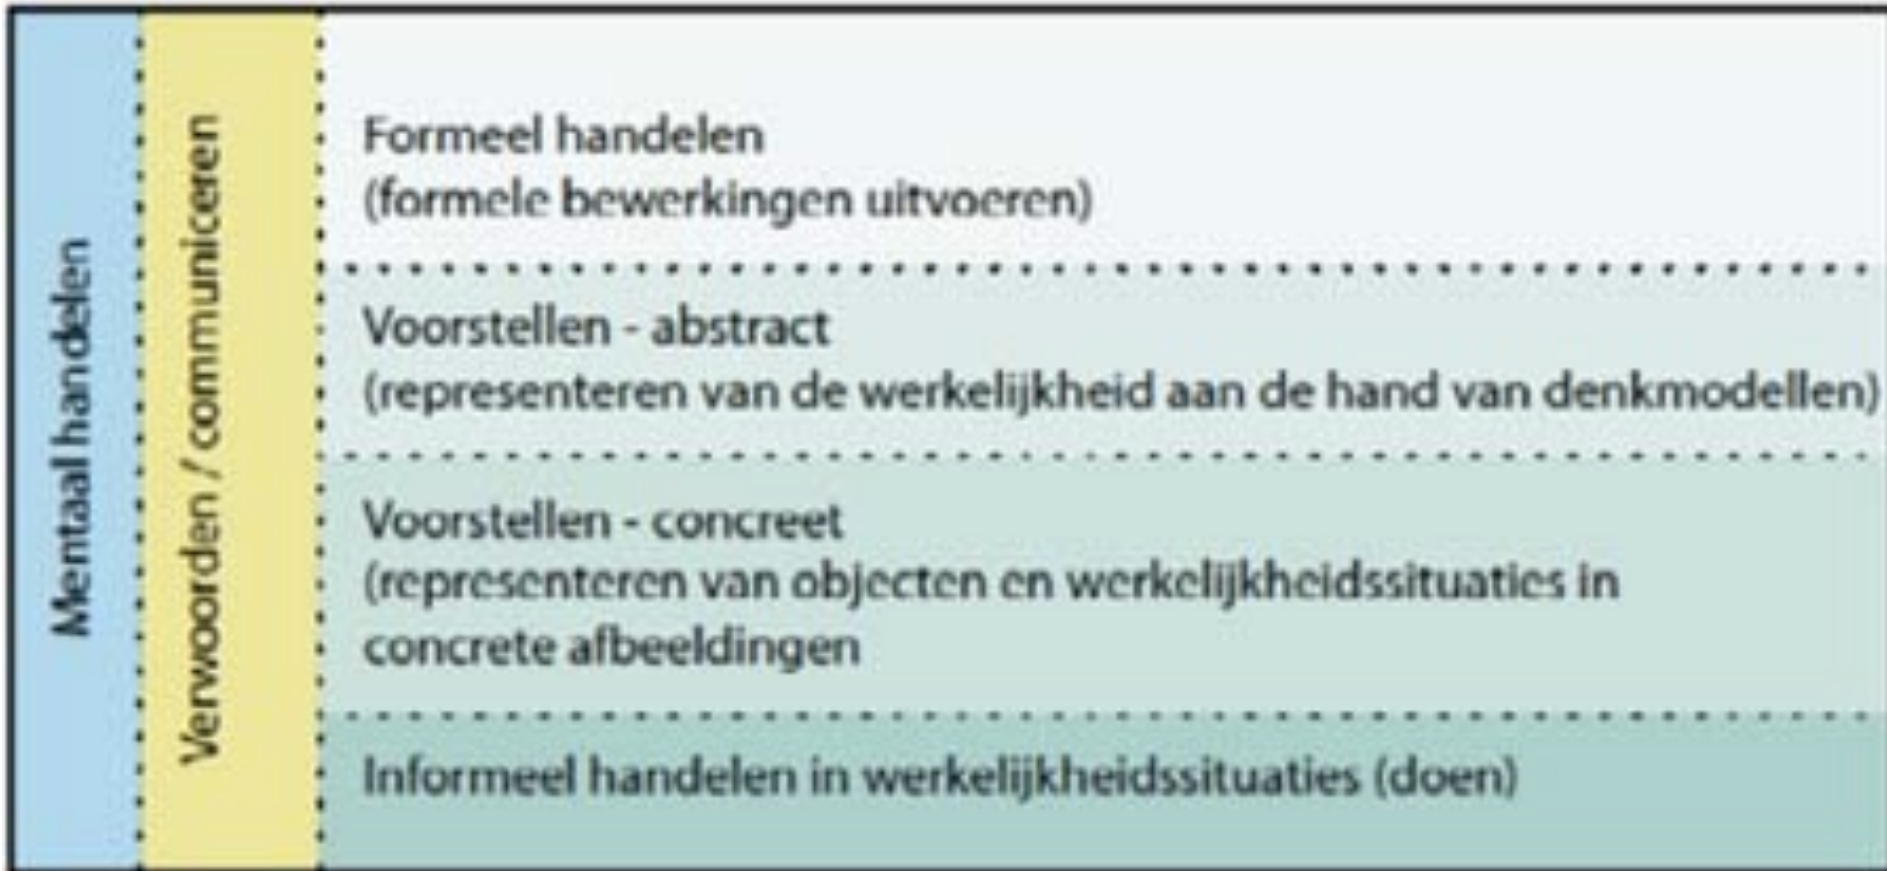 Mentaal handelen
Verwoorden / communiceren
Formeel handelen
(formele bewerkingen uitvoeren)
Voorstellen - abstract
(representeren van de werkelijkheid aan de hand van denkmodellen)
Voorstellen - concreet
(representeren van objecten en werkelijkheidssituaties in
concrete afbeeldingen
Informeel handelen in werkelijkheidssituaties (doen)